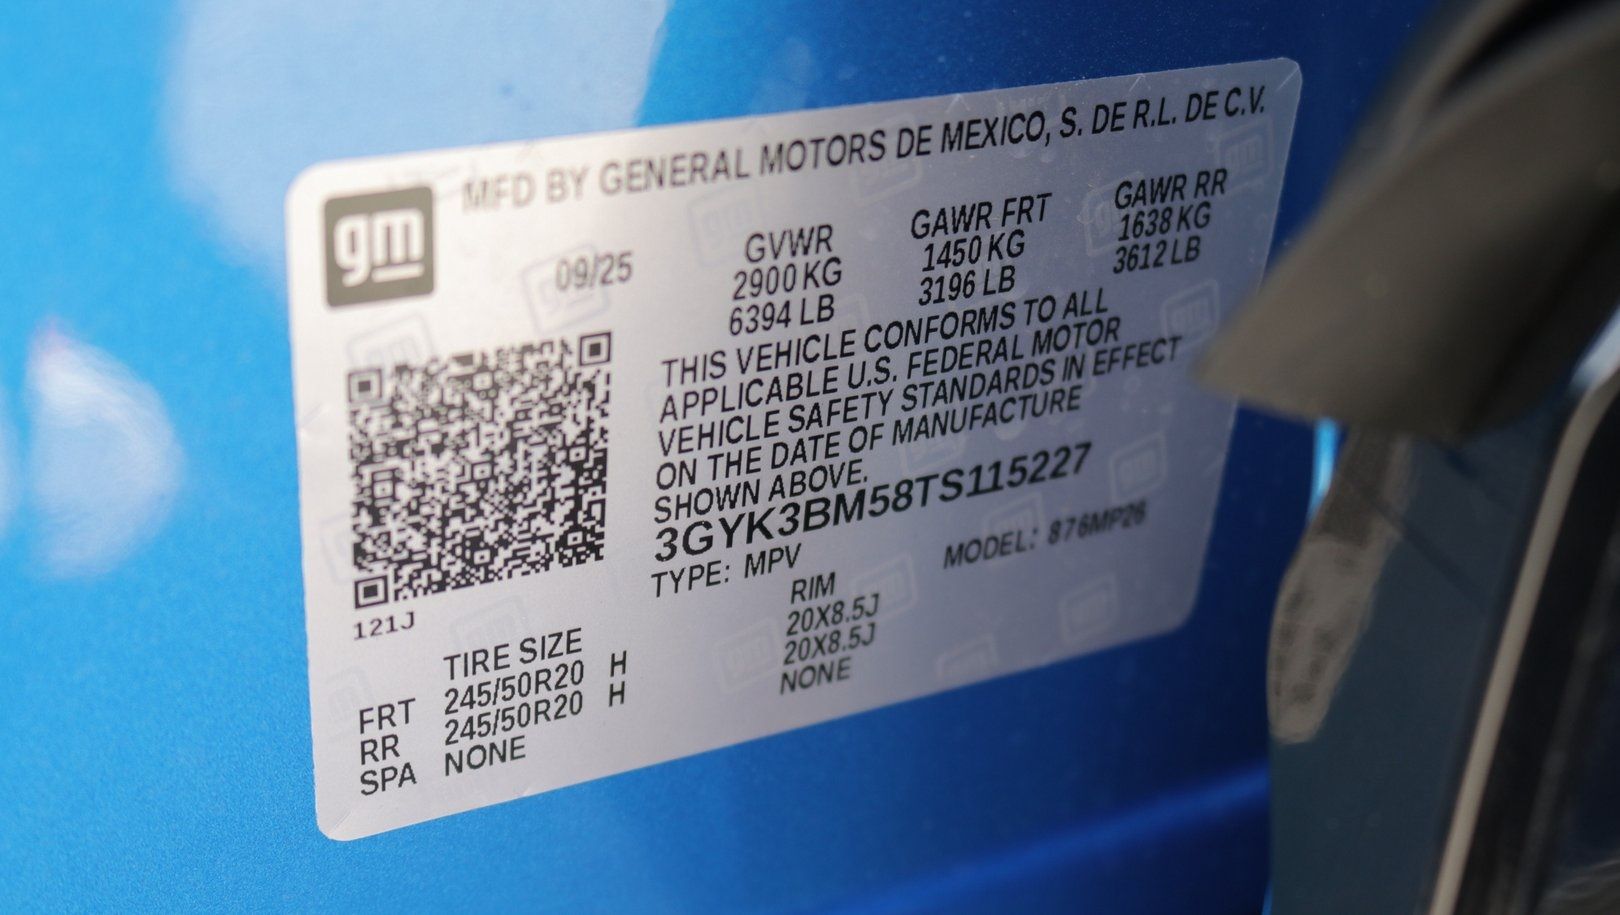 MFD BY GENERAL MOTORS DE MEXICO, S. DE R.L. DE C.V.
gm
09/25
GVWR GAWR FRT GAWR RR
2900 KG 1450 KG 1638 KG
6394 LB 3196 LB 3612 LB
THIS VEHICLE CONFORMS TO ALL
APPLICABLE U.S. FEDERAL MOTOR
VEHICLE SAFETY STANDARDS IN EFFECT
ON THE DATE OF MANUFACTURE
SHOWN ABOVE.
3GYK3BM58TS115227
TYPE: MPV MODEL: 876MP26
121J
TIRE SIZE RIM
FRT 245/50R20 H 20X8.5J
RR 245/50R20 H 20X8.5J
SPA NONE NONE